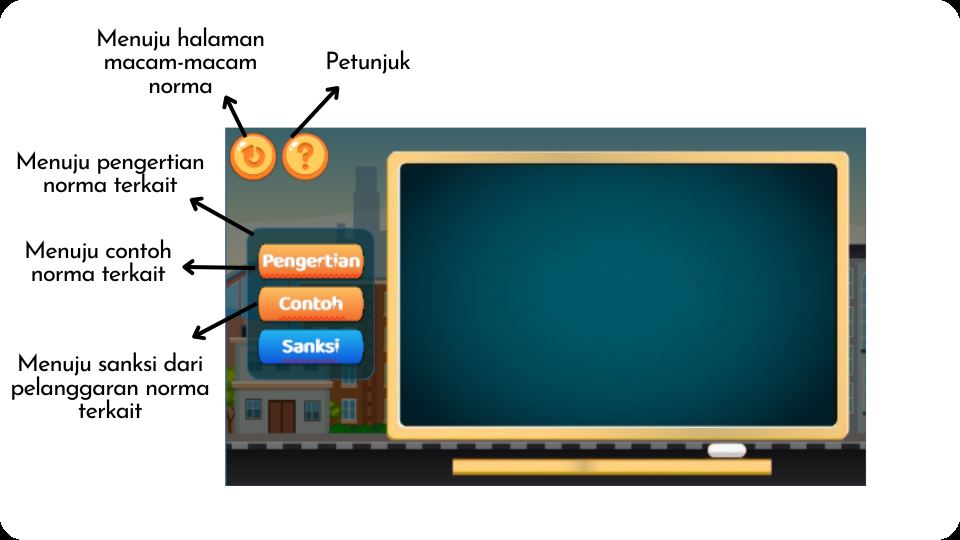 Menuju halaman
macam-macam
norma
Petunjuk
?
Menuju pengertian
norma terkait
Menuju contoh
norma terkait
Menuju sanksi dari
pelanggaran norma
terkait
Pengertian
Contoh
Sanksi